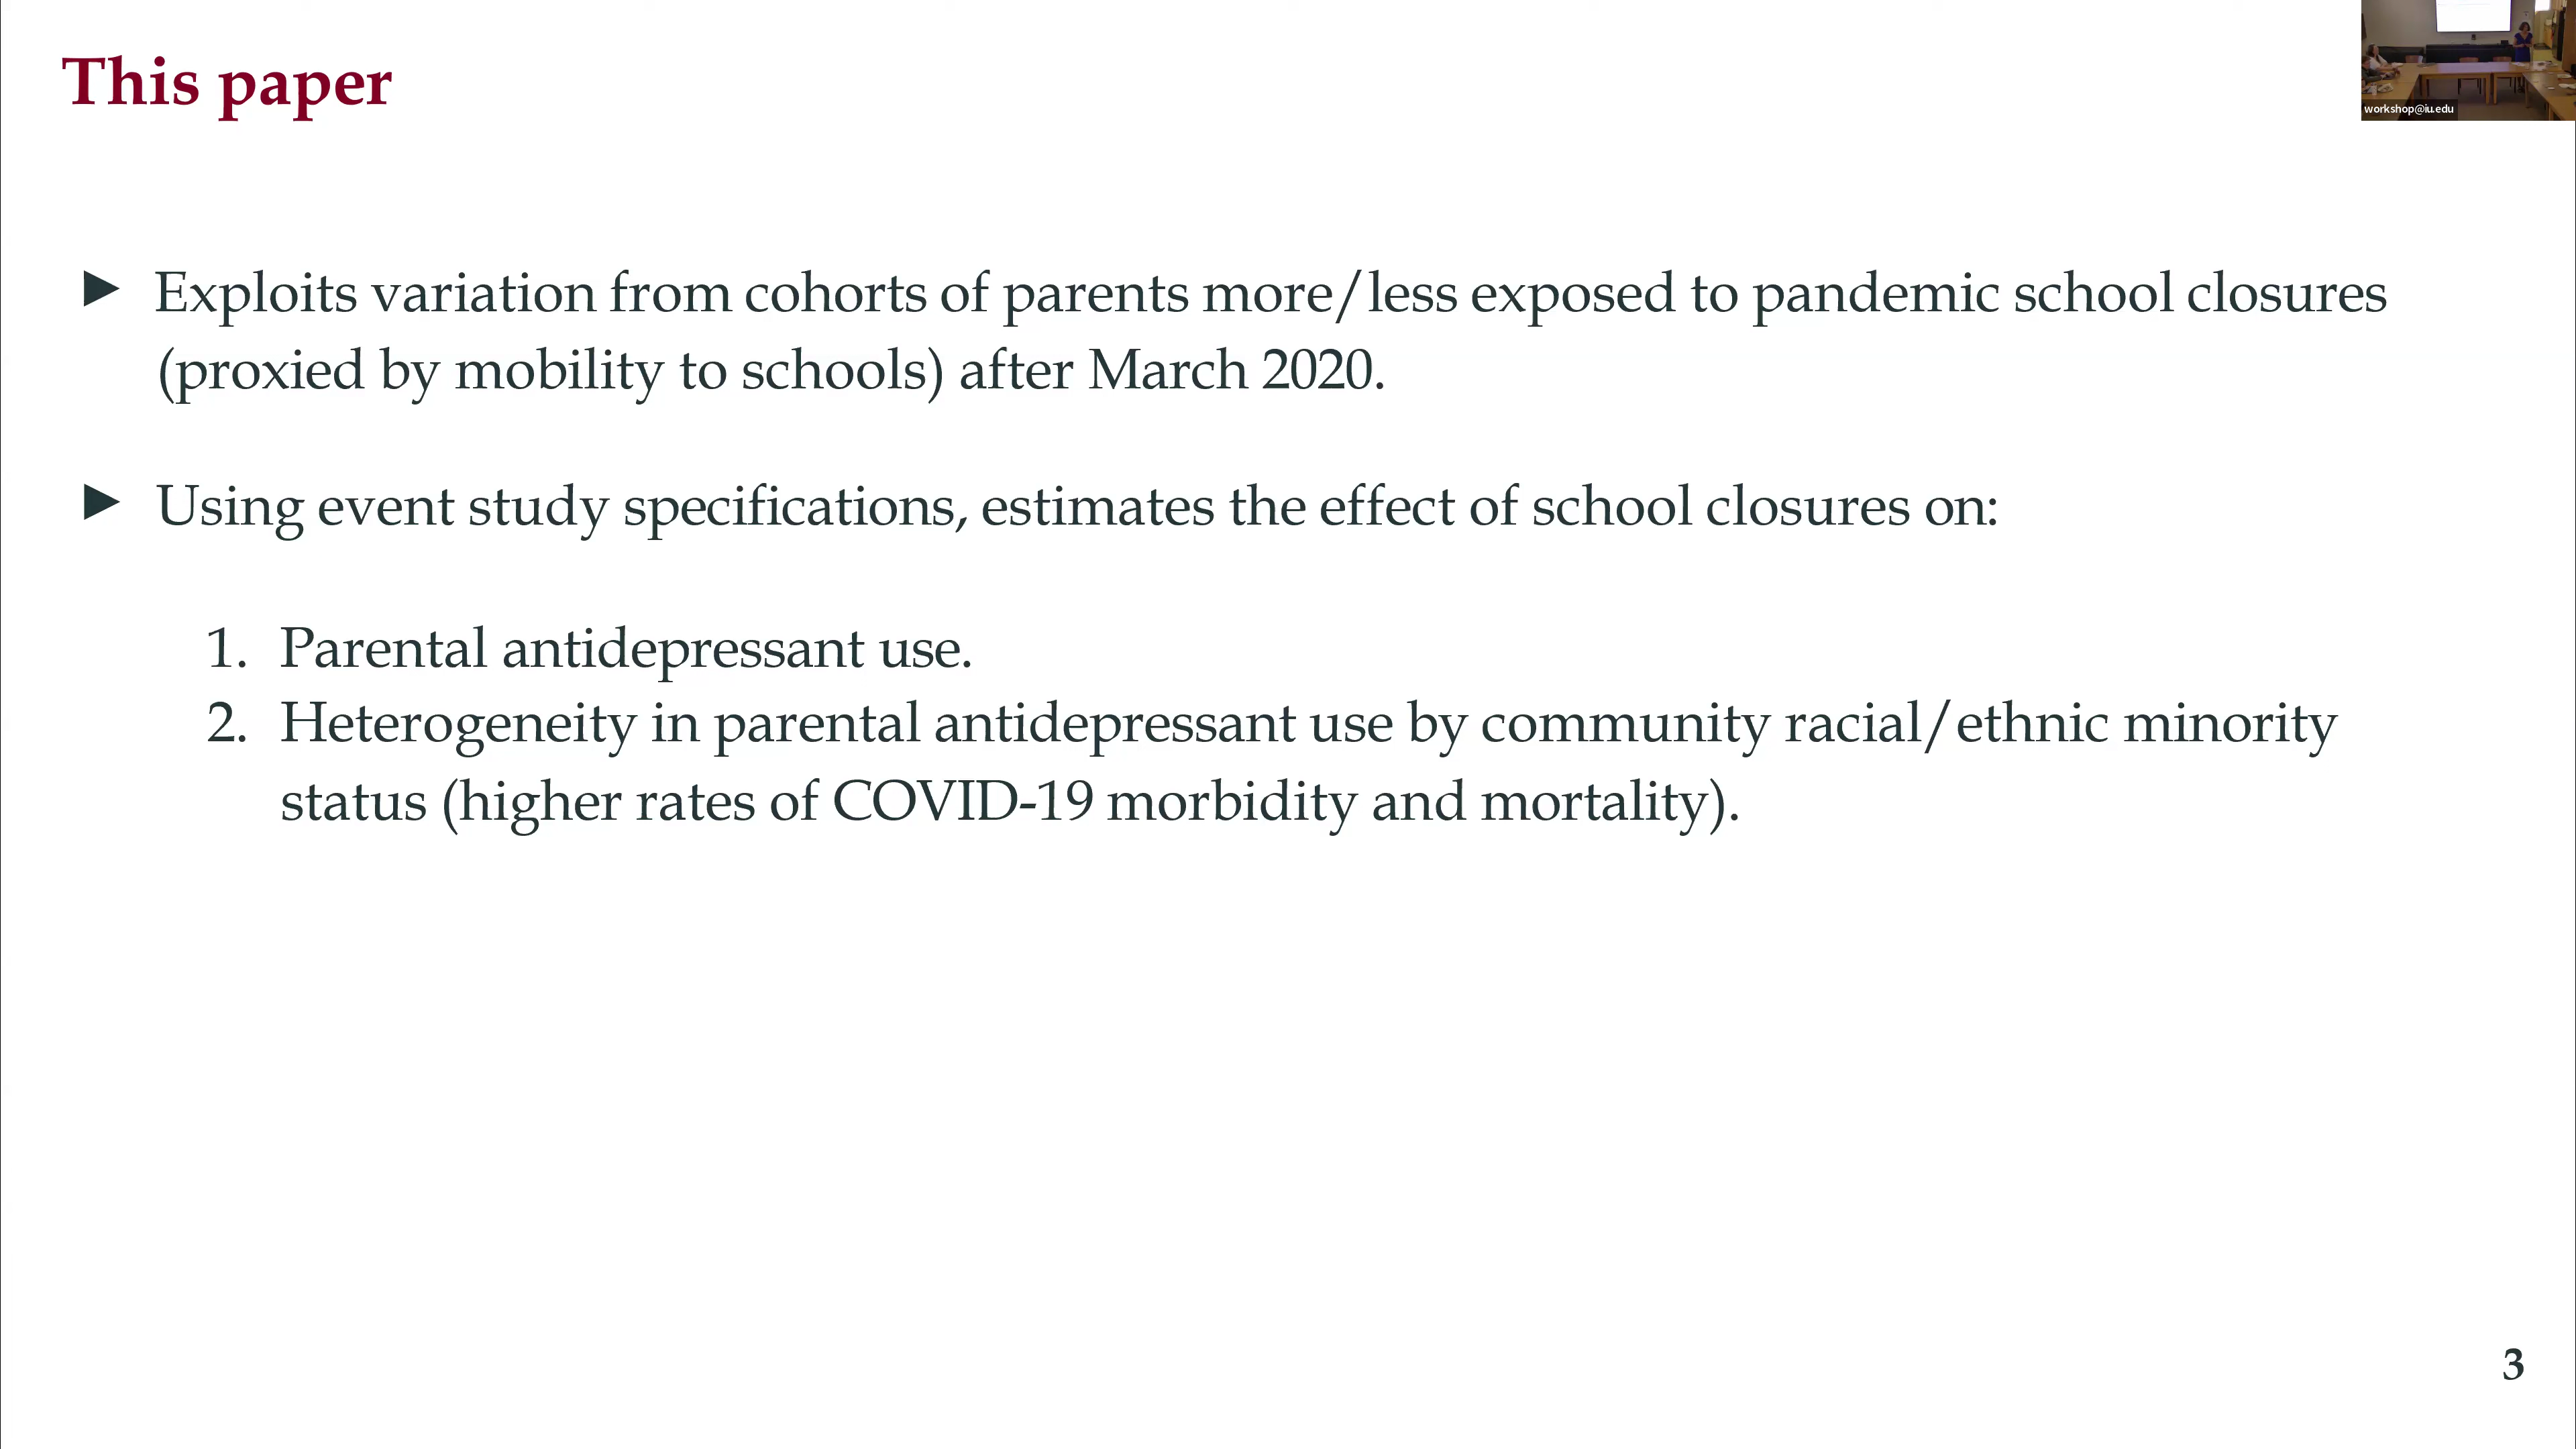 This paper
workshop@iu.edu
► Exploits variation from cohorts of parents more/less exposed to pandemic school closures
(proxied by mobility to schools) after March 2020.
► Using event study specifications, estimates the effect of school closures on:
1. Parental antidepressant use.
2. Heterogeneity in parental antidepressant use by community racial/ethnic minority
status (higher rates of COVID-19 morbidity and mortality).
3